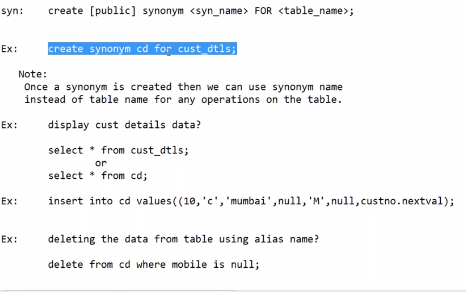 syn: create [public] synonym <syn_name> FOR <table_name>;
Ex: create synonym cd for cust_dtls;
Note:
Once a synonym is created then we can use synonym name
instead of table name for any operations on the table.
Ex: display cust details data?
select * from cust_dtls;
or
select * from cd;
Ex: insert into cd values((10,'c','mumbai',null,'M',null,custno.nextval);
Ex: deleting the data from table using alias name?
delete from cd where mobile is null;